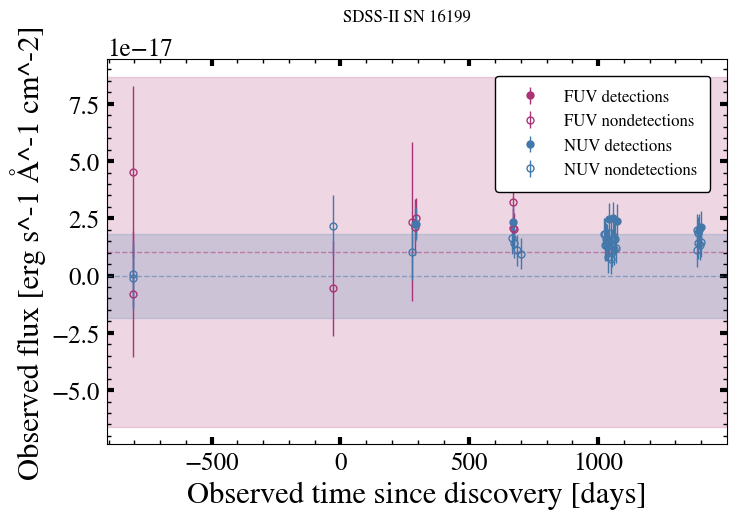 SDSS-II SN 16199
1e−17
Observed flux [erg s^-1 Å^-1 cm^-2]
7.5
5.0
2.5
0.0
−2.5
−5.0
FUV detections
FUV nondetections
NUV detections
NUV nondetections
−500
0
500
1000
Observed time since discovery [days]